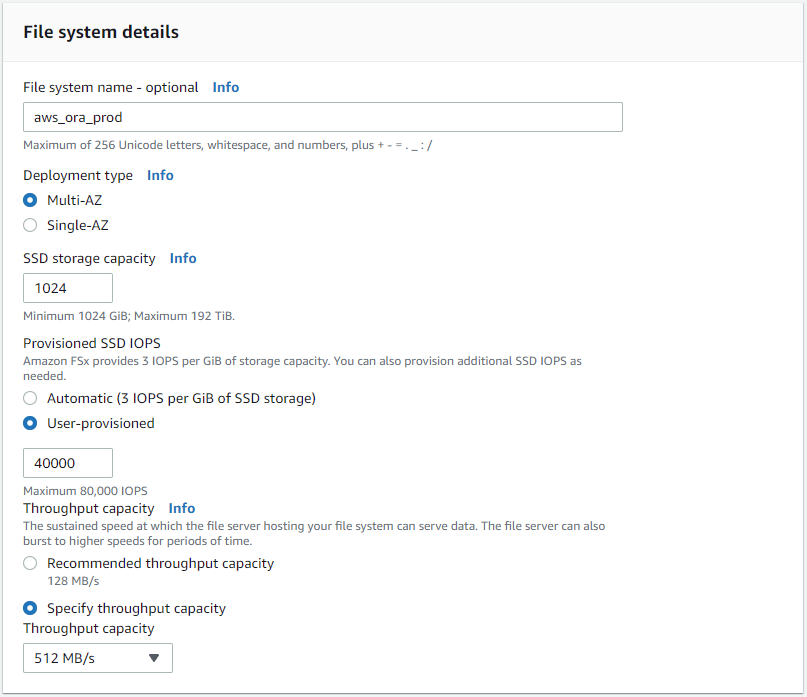 File system details
File system name - optional Info
aws_ora_prod
Maximum of 256 Unicode letters, whitespace, and numbers, plus + - = . _ : /
Deployment type Info
Multi-AZ
Single-AZ
SSD storage capacity Info
1024
Minimum 1024 GiB; Maximum 192 TiB.
Provisioned SSD IOPS
Amazon FSx provides 3 IOPS per GiB of storage capacity. You can also provision additional SSD IOPS as
needed.
Automatic (3 IOPS per GiB of SSD storage)
User-provisioned
40000
Maximum 80,000 IOPS
Throughput capacity Info
The sustained speed at which the file server hosting your file system can serve data. The file server can also
burst to higher speeds for periods of time.
Recommended throughput capacity
128 MB/s
Specify throughput capacity
Throughput capacity
512 MB/s